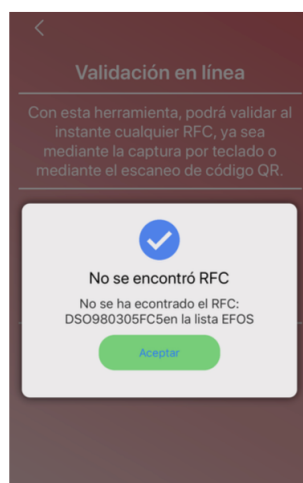 Validación en línea
Con esta herramienta, podrá validar al
instante cualquier RFC, ya sea
mediante la captura por teclado o
mediante el escaneo de código QR.
No se encontró RFC
No se ha econtrado el RFC:
DSO980305FC5en la lista EFOS
Aceptar